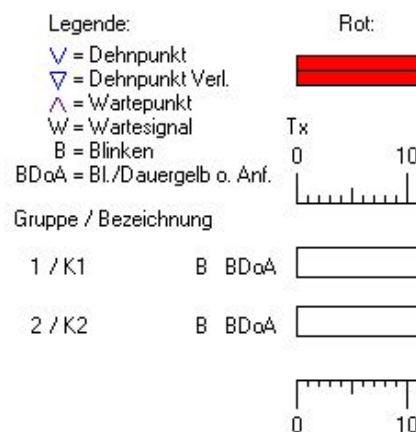 Legende:
Rot:
V = Dehnpunkt
∇ = Dehnpunkt Verl.
Λ = Wartepunkt
W = Wartesignal
B = Blinken
BDoA = Bl./Dauergelb o. Anf.
Tx
0 10
Gruppe / Bezeichnung
1 / K1 B BDoA
2 / K2 B BDoA
0 10